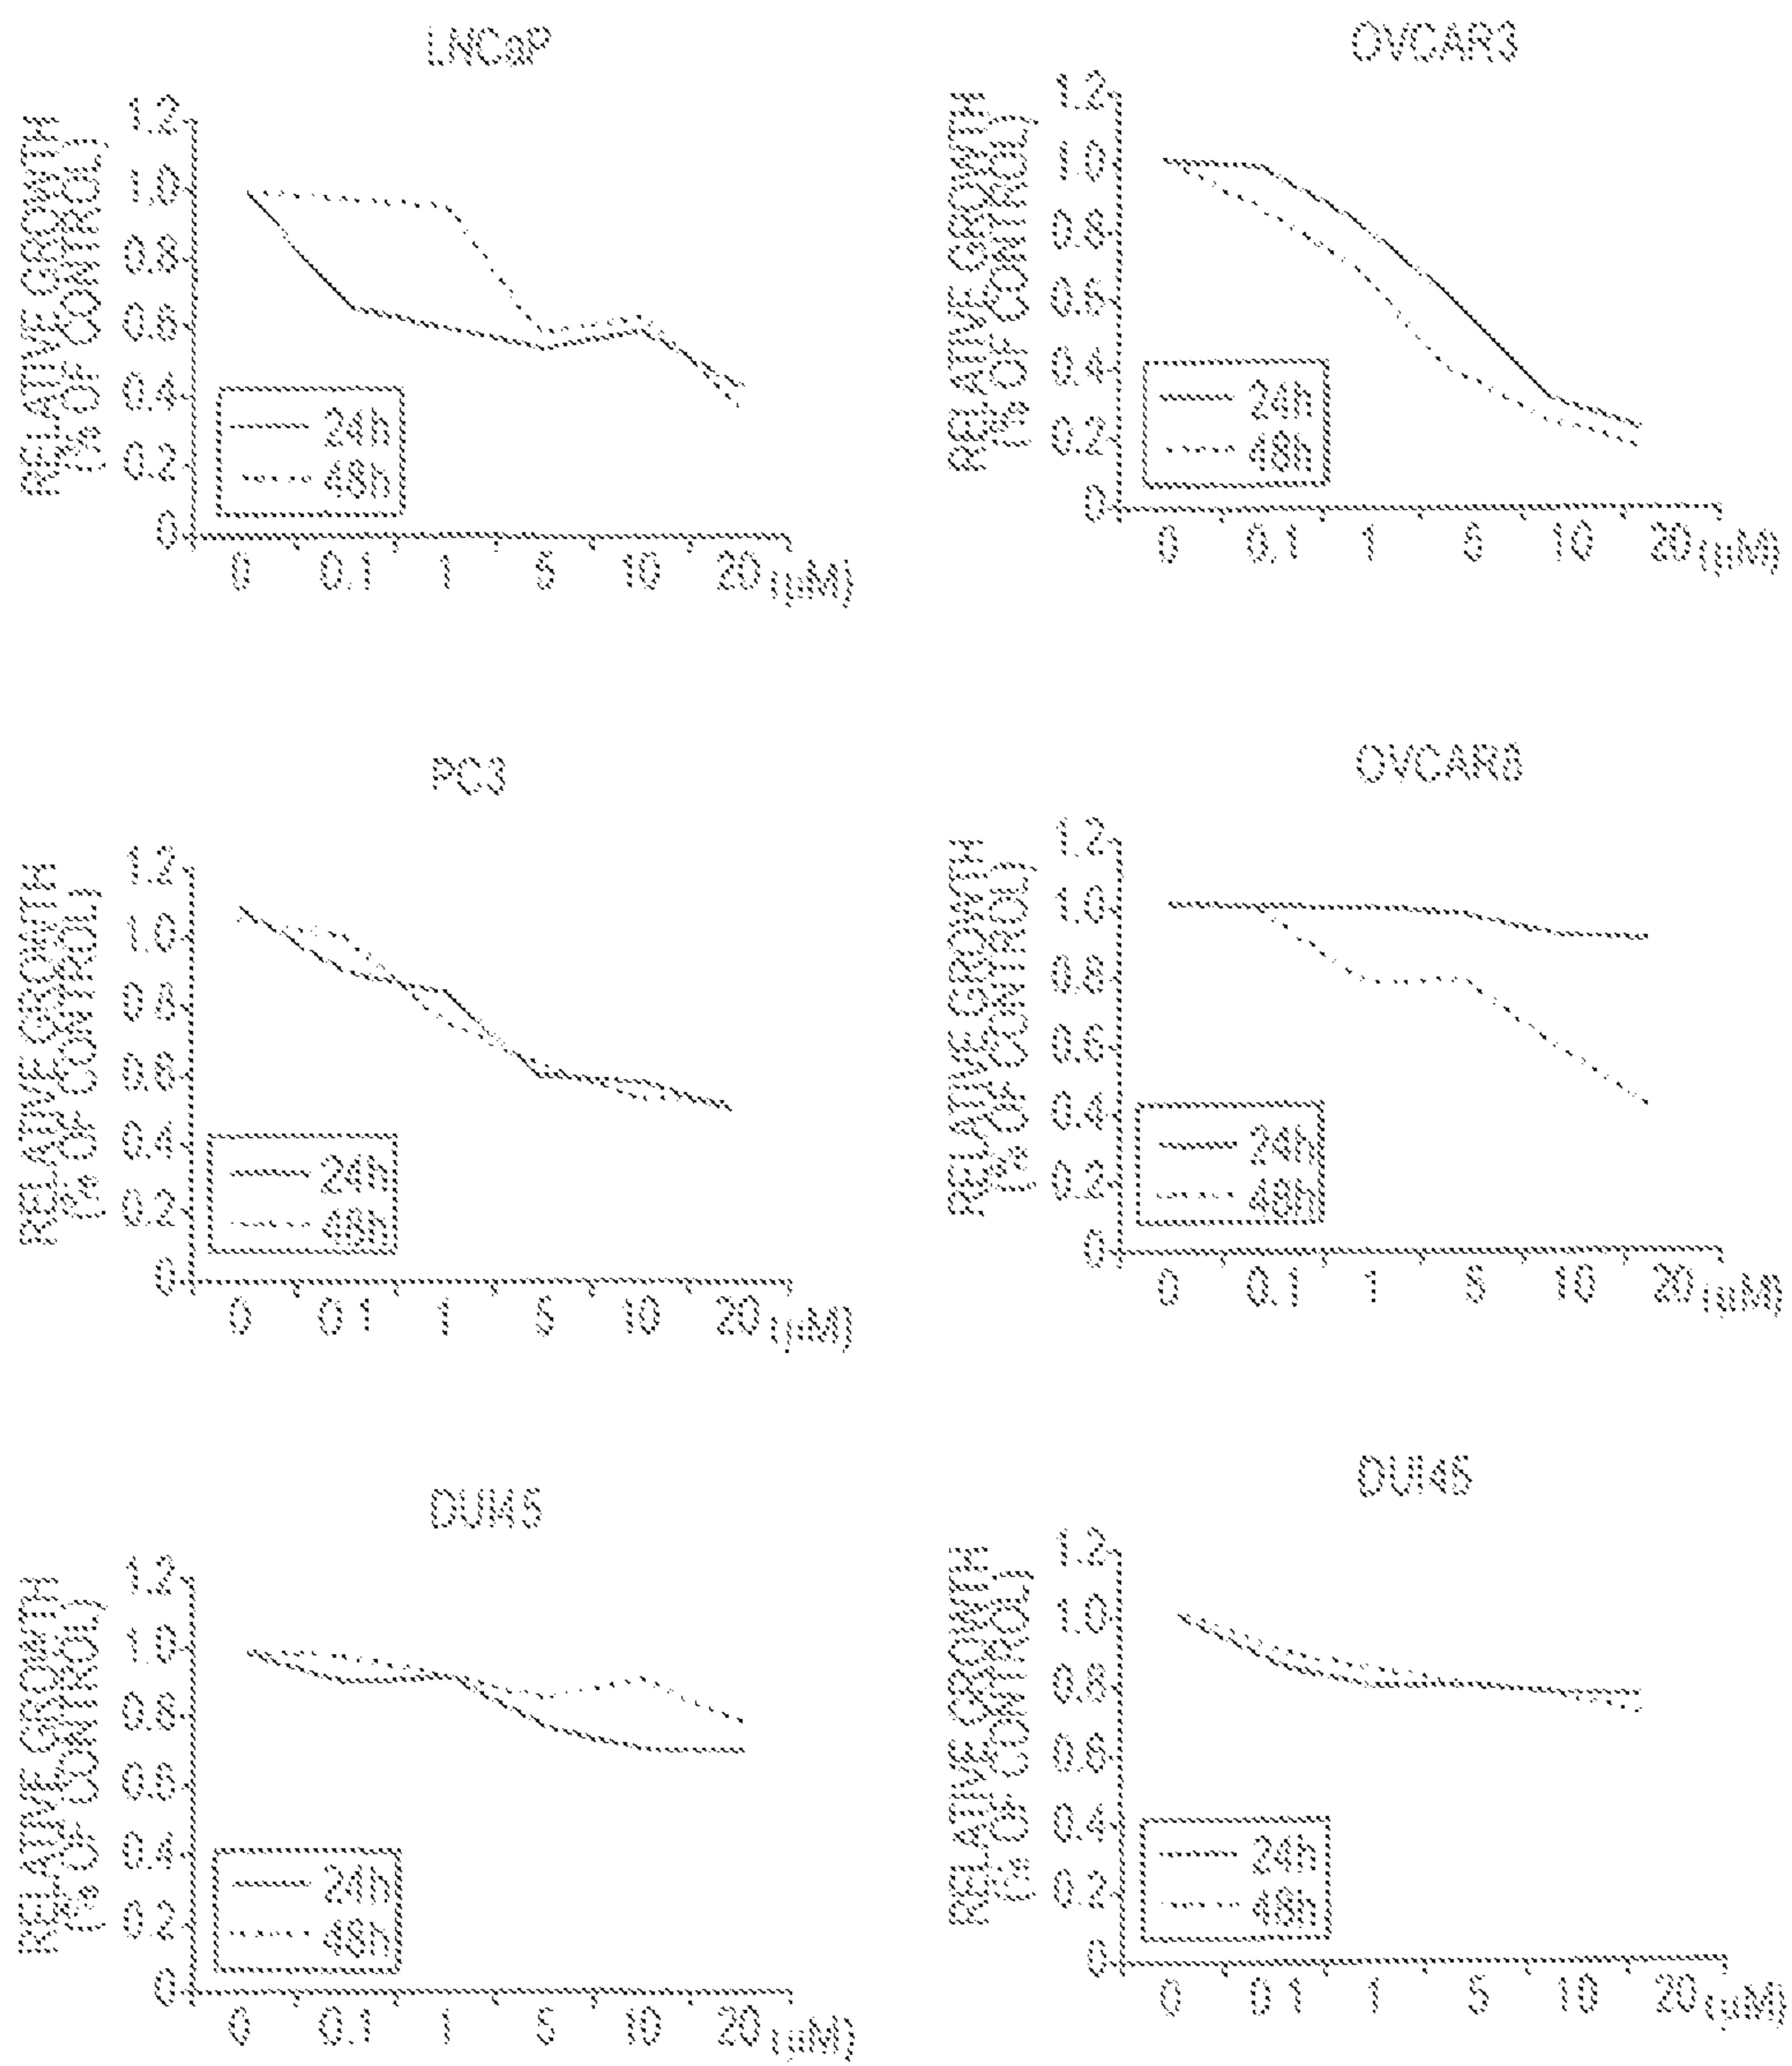 LNCaP
RELATIVE GROWTH
(% OF CONTROL)
1.2
1.0
0.8
0.6
0.4
0.2
0
24h
48h
0 0.1 1 5 10 20 (μM)
OVCAR3
RELATIVE GROWTH
(% OF CONTROL)
1.2
1.0
0.8
0.6
0.4
0.2
0
24h
48h
0 0.1 1 5 10 20 (μM)
PC3
RELATIVE GROWTH
(% OF CONTROL)
1.2
1.0
0.8
0.6
0.4
0.2
0
24h
48h
0 0.1 1 5 10 20 (μM)
OVCAR8
RELATIVE GROWTH
(% OF CONTROL)
1.2
1.0
0.8
0.6
0.4
0.2
0
24h
48h
0 0.1 1 5 10 20 (μM)
DUI45
RELATIVE GROWTH
(% OF CONTROL)
1.2
1.0
0.8
0.6
0.4
0.2
0
24h
48h
0 0.1 1 5 10 20 (μM)
DUI45
RELATIVE GROWTH
(% OF CONTROL)
1.2
1.0
0.8
0.6
0.4
0.2
0
24h
48h
0 0.1 1 5 10 20 (μM)